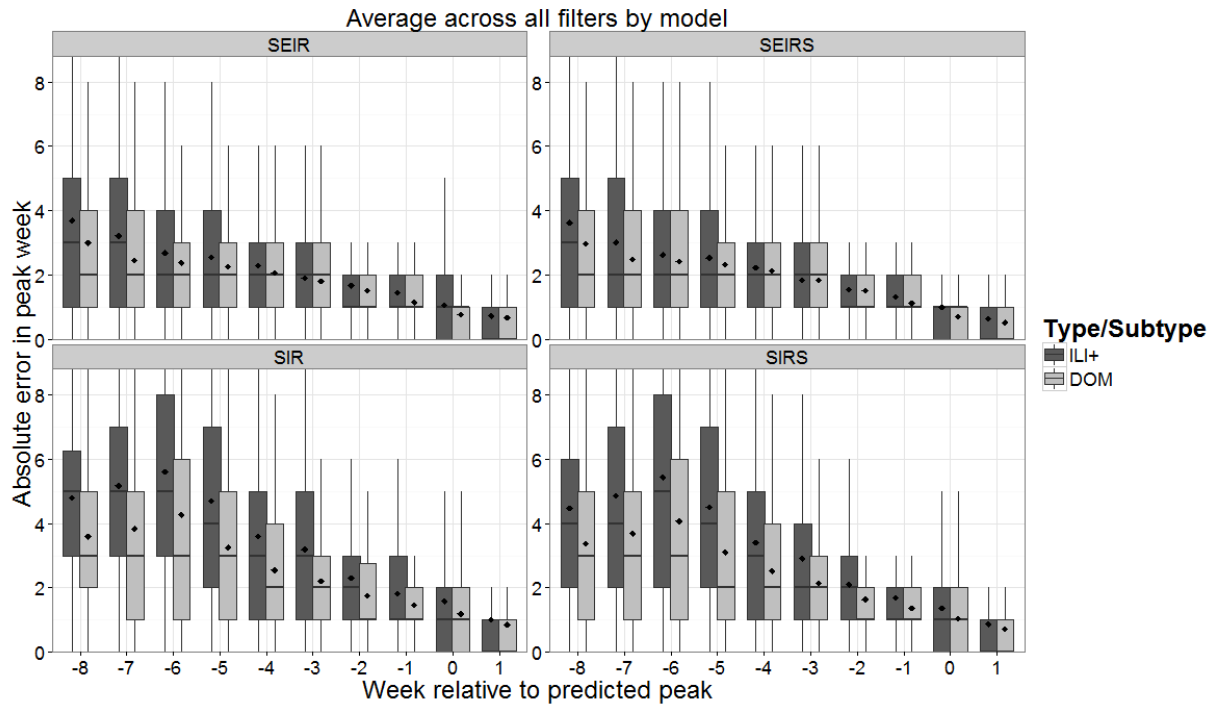 Average across all filters by model
SEIR
SEIRS
8
6
4
2
0
8
6
4
2
0
SIR
SIRS
8
6
4
2
0
8
6
4
2
0
-8 -7 -6 -5 -4 -3 -2 -1 0 1
-8 -7 -6 -5 -4 -3 -2 -1 0 1
Week relative to predicted peak
Absolute error in peak week
Type/Subtype
ILI+
DOM